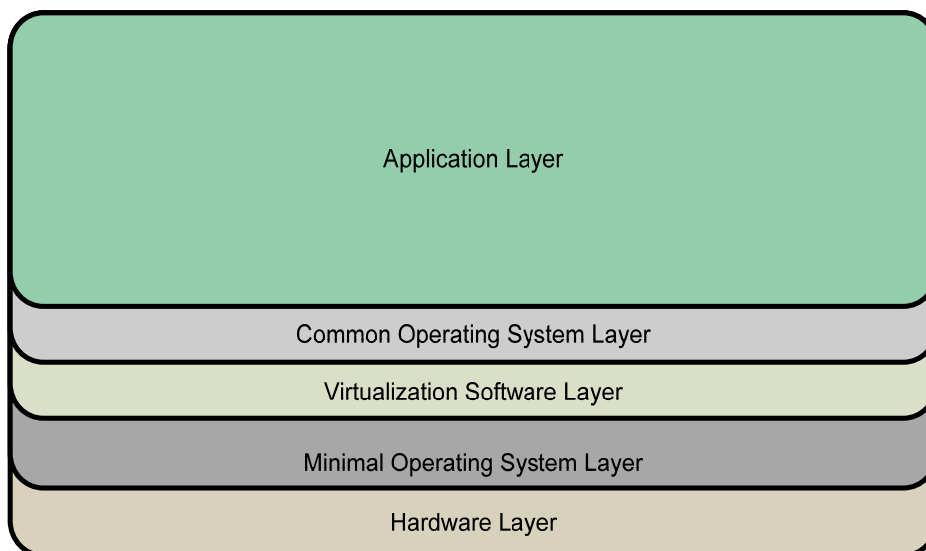 Application Layer
Common Operating System Layer
Virtualization Software Layer
Minimal Operating System Layer
Hardware Layer